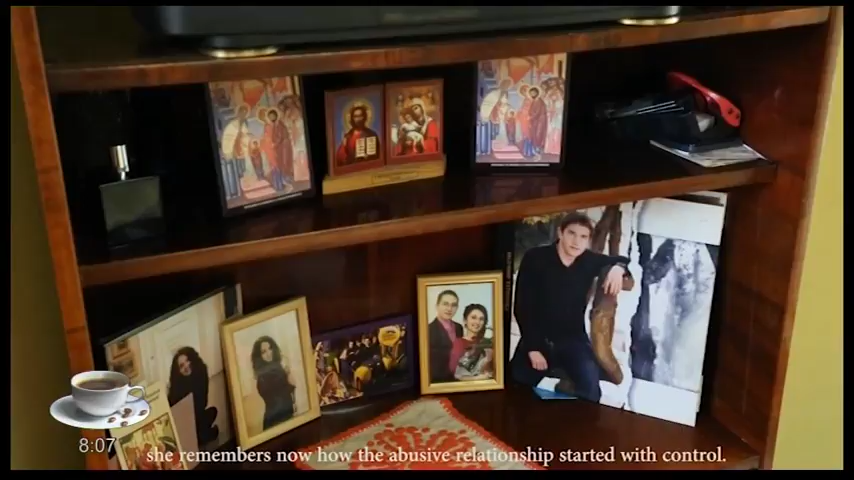 8:07
she remembers now how the abusive relationship started with control.